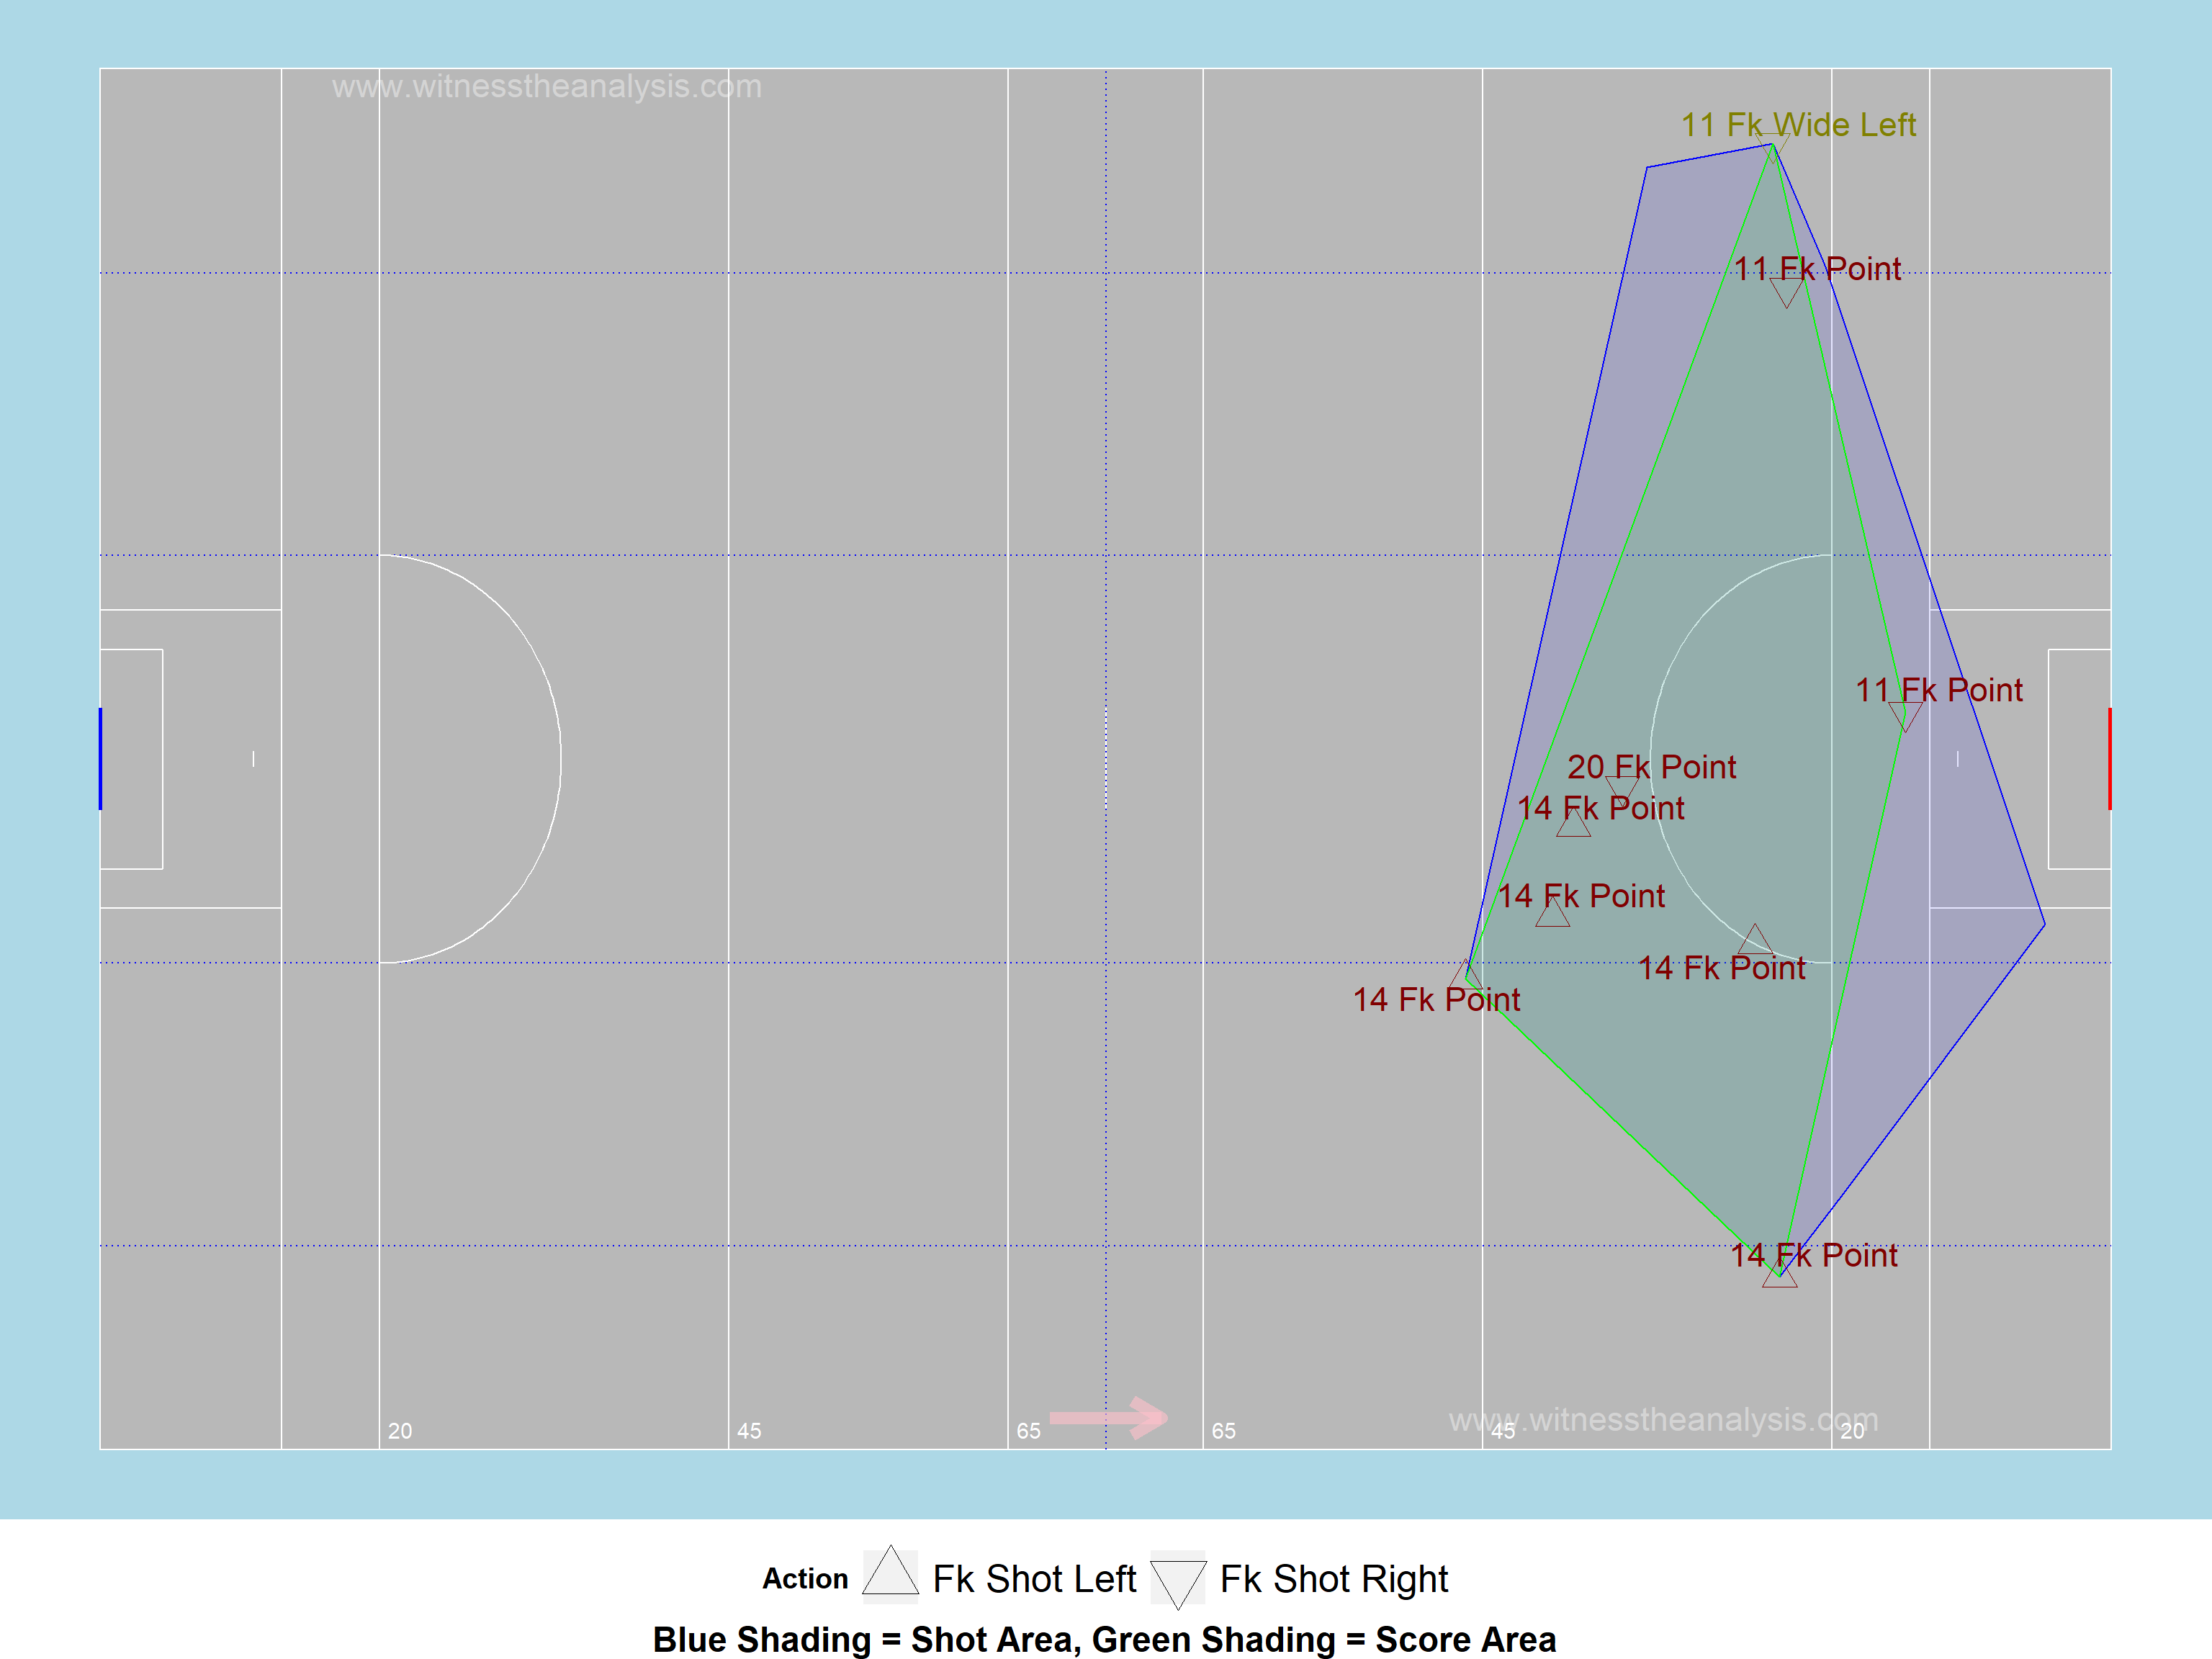 www.witnesstheanalysis.com
11 Fk Wide Left
11 Fk Point
11 Fk Point
20 Fk Point
14 Fk Point
14 Fk Point
14 Fk Point
14 Fk Point
14 Fk Point
www.witnesstheanalysis.com
20 45 65 65 45 20
Action Fk Shot Left Fk Shot Right
Blue Shading = Shot Area, Green Shading = Score Area